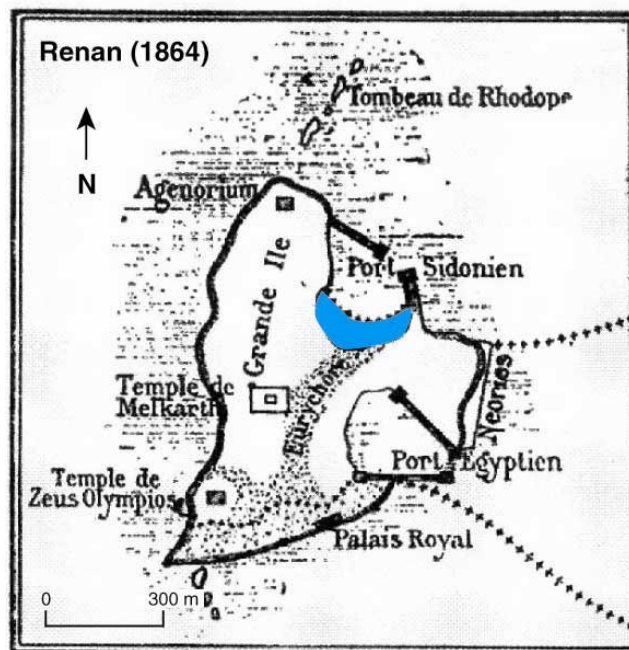 Renan (1864)
Tombeau de Rhodope
N
Agenorium
Port Sidonien
Grande Ile
Temple de
Melkarth
Eurychore
Neories
Port Egyptien
Temple de
Zeus Olympios
Palais Royal
0 300 m